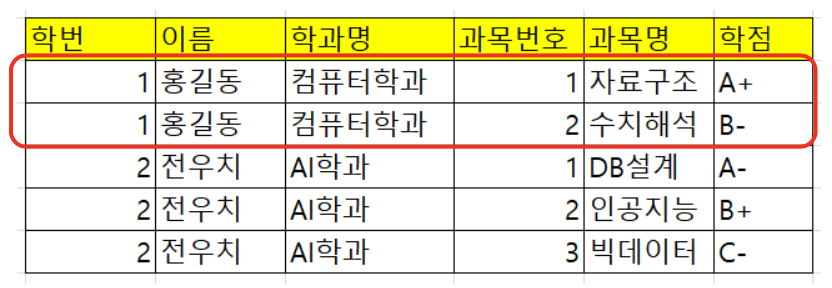 학번 이름 학과명 과목번호 과목명 학점
1 홍길동 컴퓨터학과 1 자료구조 A+
1 홍길동 컴퓨터학과 2 수치해석 B-
2 전우치 AI학과 1 DB설계 A-
2 전우치 AI학과 2 인공지능 B+
2 전우치 AI학과 3 빅데이터 C-